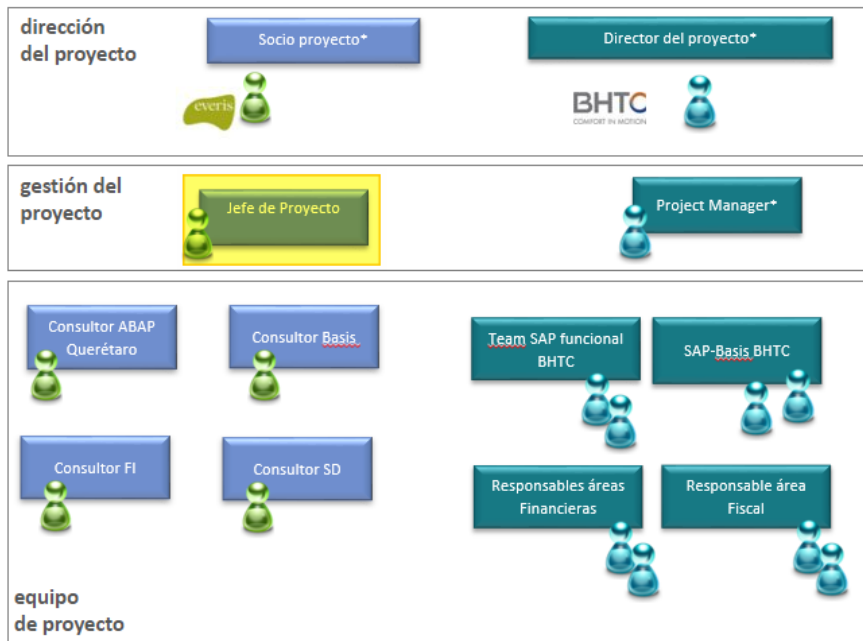 dirección
del proyecto
Socio proyecto*
Director del proyecto*
everis
BHTC
COMFORT IN MOTION
gestión del
proyecto
Jefe de Proyecto
Project Manager*
Consultor ABAP
Querétaro
Consultor Basis
Team SAP funcional
BHTC
SAP-Basis BHTC
Consultor FI
Consultor SD
Responsables áreas
Financieras
Responsable área
Fiscal
equipo
de proyecto